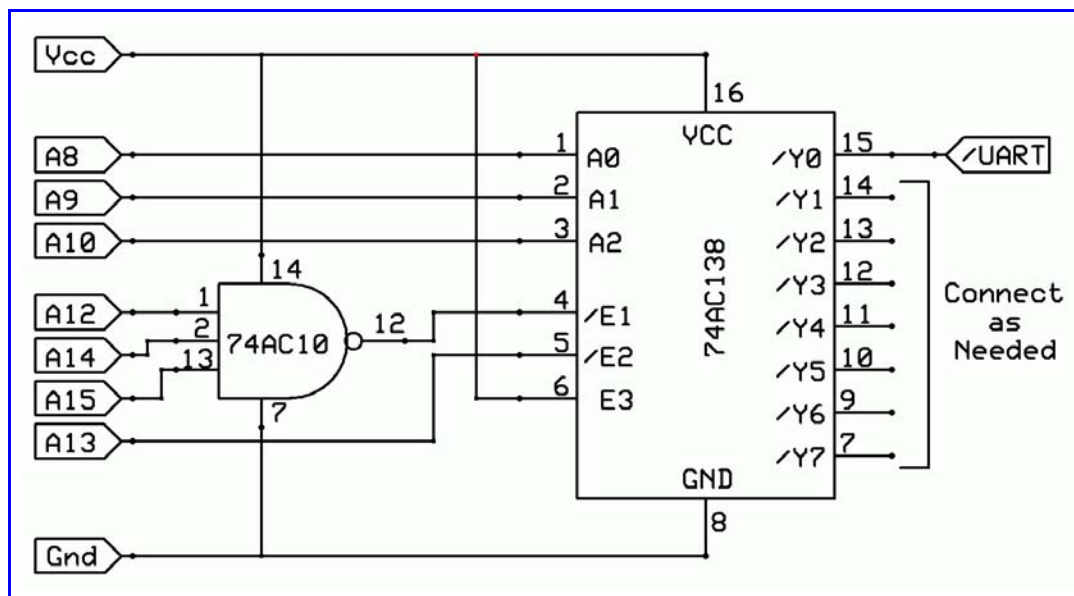 Vcc
16
VCC
A8
1
A0
/Y0
15
/UART
A9
2
A1
/Y1
14
A10
3
A2
/Y2
13
14
/Y3
12
A12
1
4
/E1
/Y4
11
A14
2
74AC10
12
5
/E2
/Y5
10
A15
13
6
E3
/Y6
9
A13
7
/Y7
7
74AC138
Connect
as
Needed
GND
8
Gnd